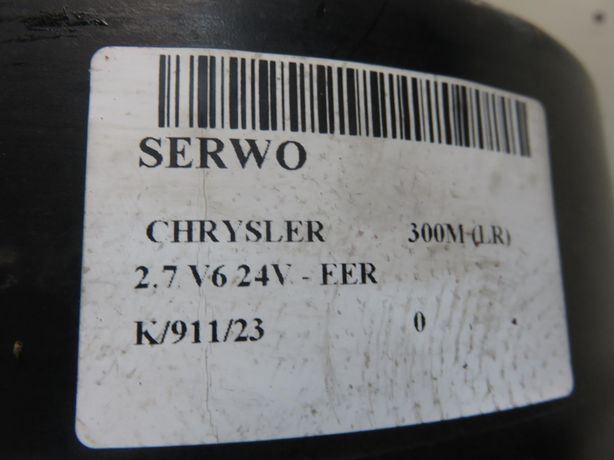 SERWO
CHRYSLER 300M (LR)
2,7 V6 24V - EER
K/911/23 0